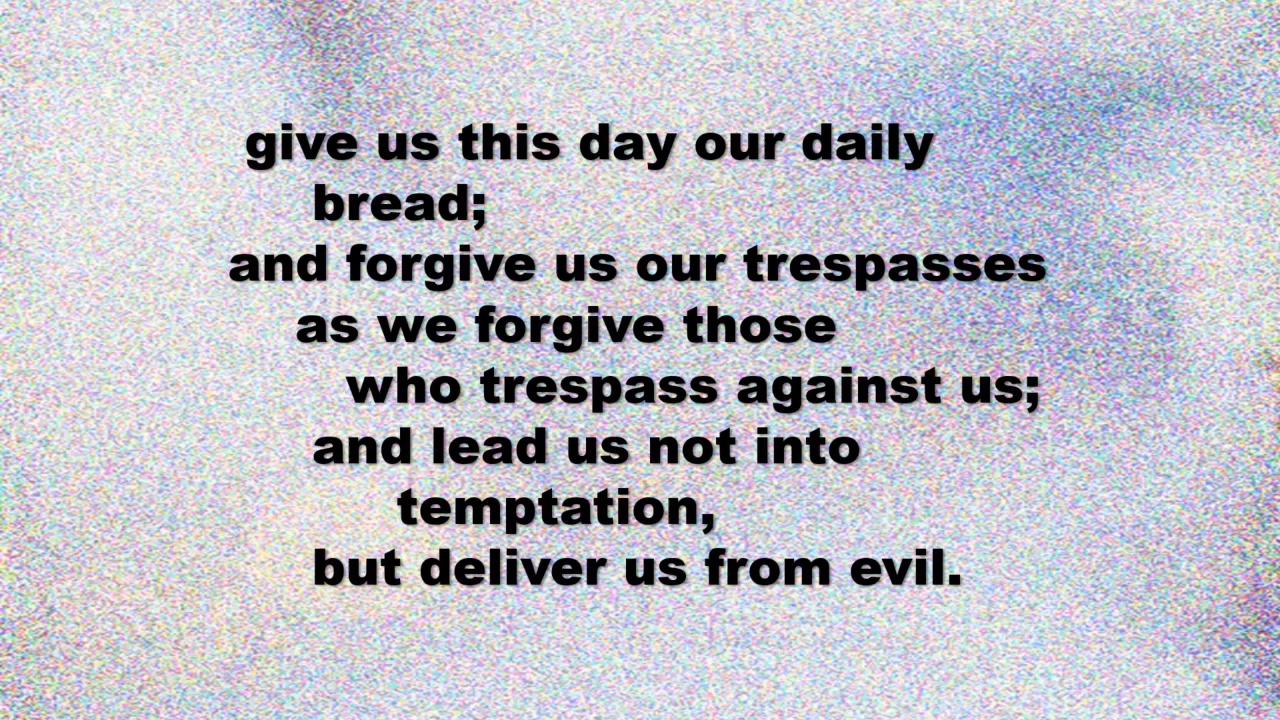 give us this day our daily
bread;
and forgive us our trespasses
as we forgive those
who trespass against us;
and lead us not into
temptation,
but deliver us from evil.